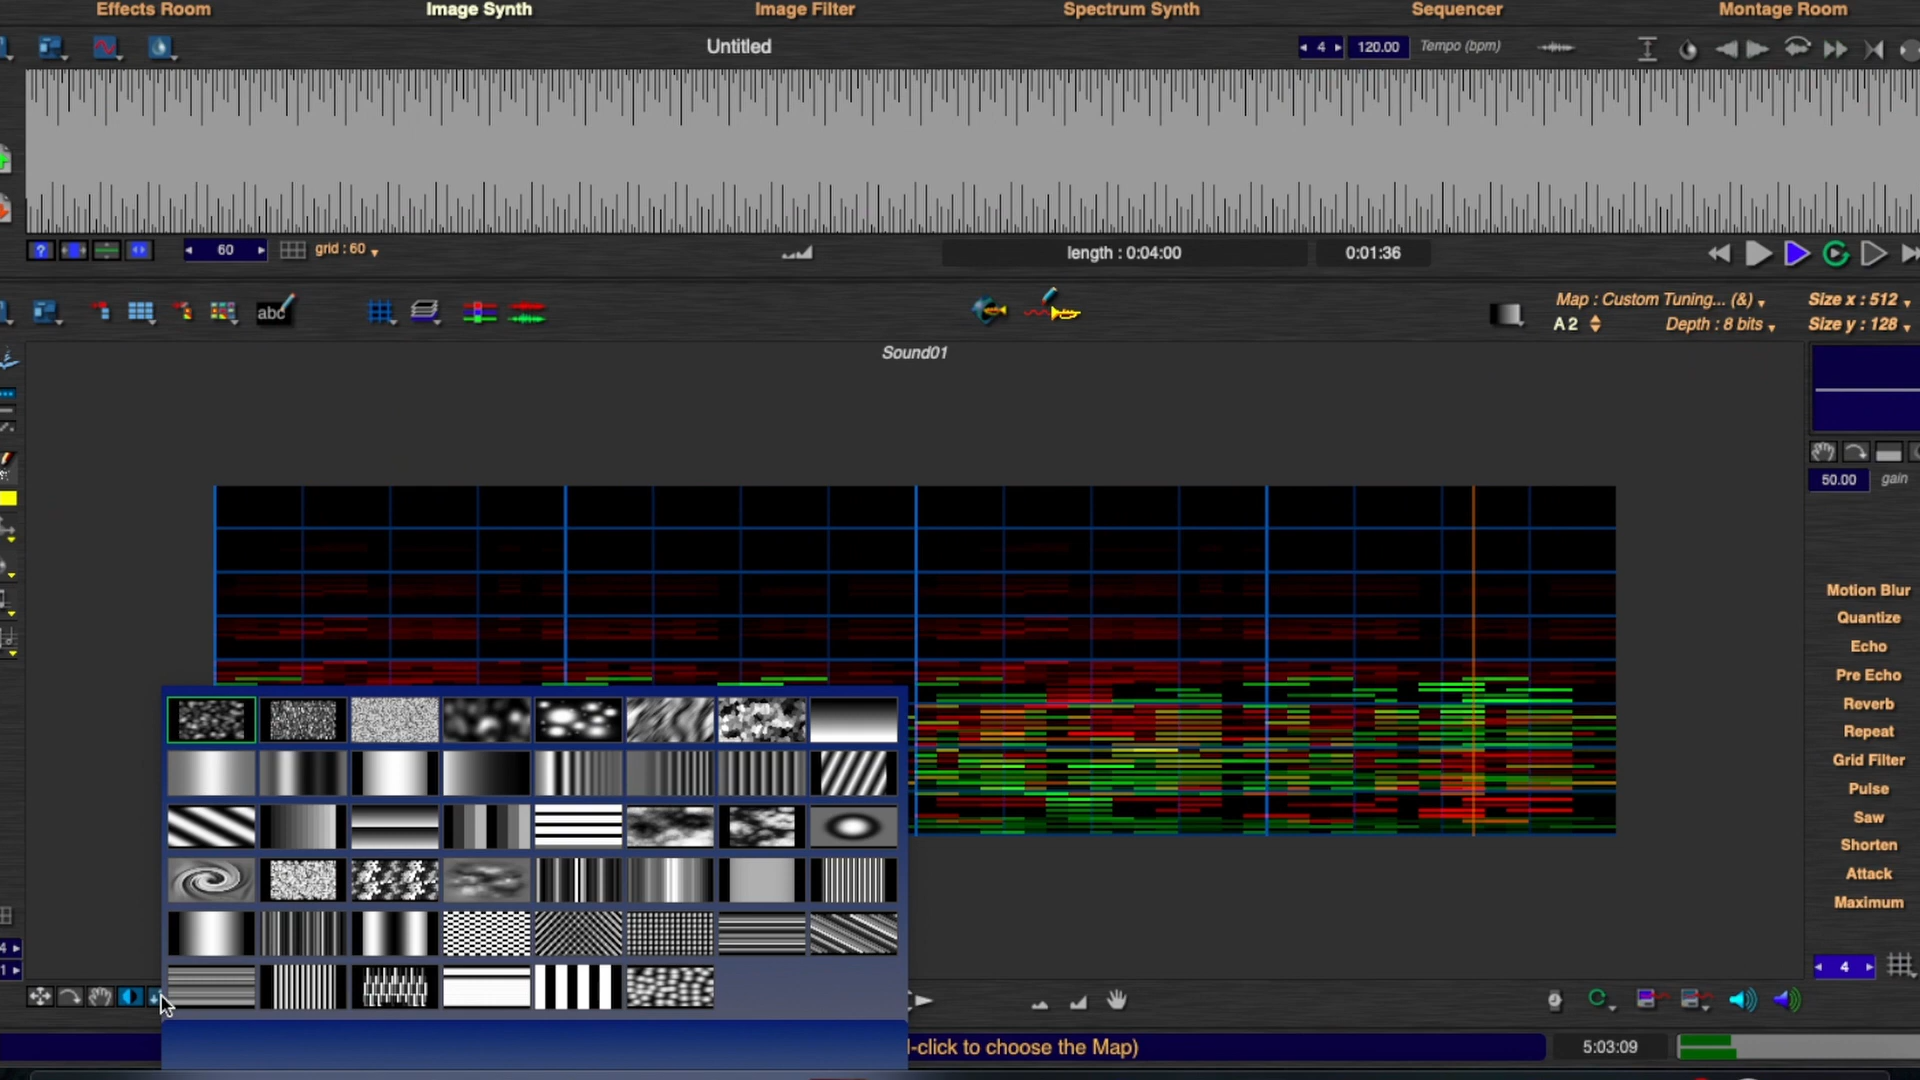 Effects Room Image Synth Image Filter Spectrum Synth Sequencer Montage Room
Untitled 4 120.00 Tempo (bpm)
60 grid : 60 length : 0:04:00 0:01:36
abc Map : Custom Tuning... (&) Size x : 512
A 2 Depth : 8 bits Size y : 128
Sound01
50.00 gain
Motion Blur
Quantize
Echo
Pre Echo
Reverb
Repeat
Grid Filter
Pulse
Saw
Shorten
Attack
Maximum
4
1 4
l-click to choose the Map) 5:03:09